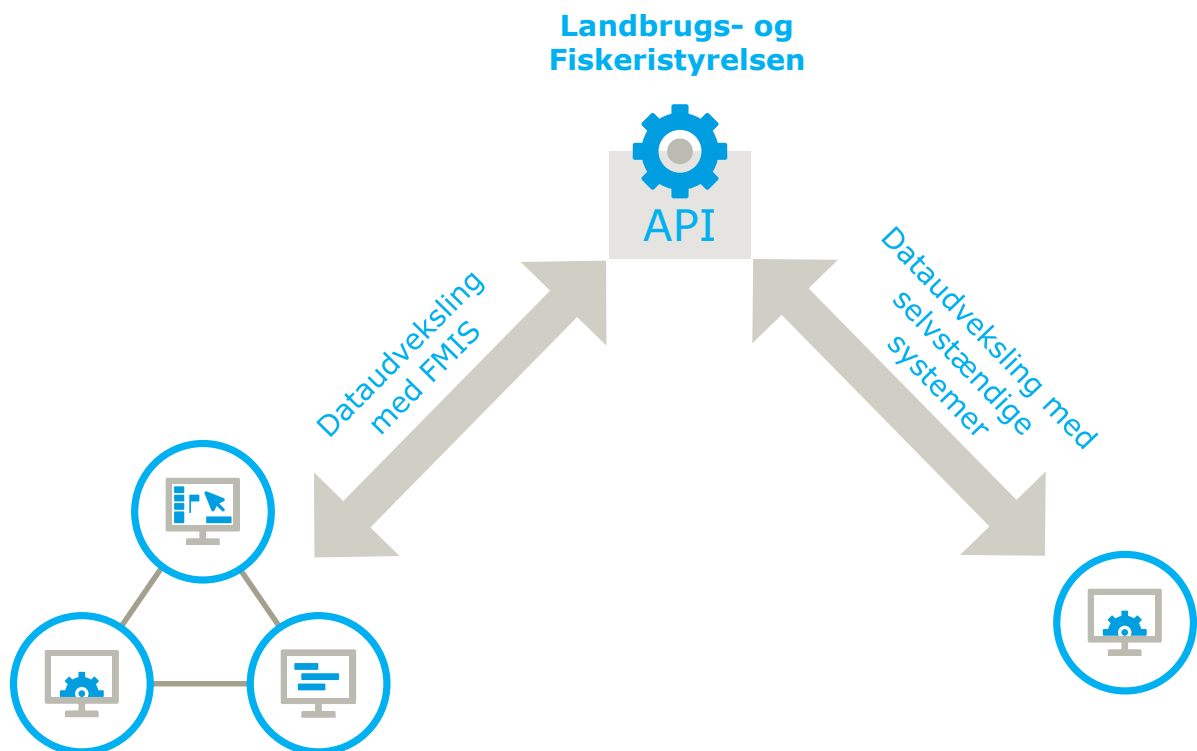 Landbrugs- og
Fiskeristyrelsen
API
Dataudveksling
med FMIS
Dataudveksling med
selvstændige
systemer